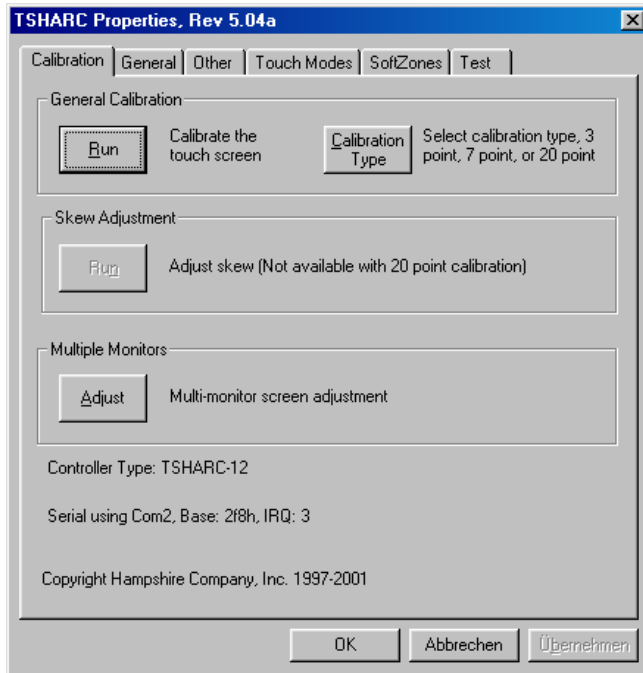 TSHARC Properties, Rev 5.04a
Calibration General Other Touch Modes SoftZones Test
General Calibration
Run
Calibrate the
touch screen
Calibration
Type
Select calibration type, 3
point, 7 point, or 20 point
Skew Adjustment
Run
Adjust skew (Not available with 20 point calibration)
Multiple Monitors
Adjust
Multi-monitor screen adjustment
Controller Type: TSHARC-12
Serial using Com2, Base: 2f8h, IRQ: 3
Copyright Hampshire Company, Inc. 1997-2001
OK Abbrechen Übernehmen